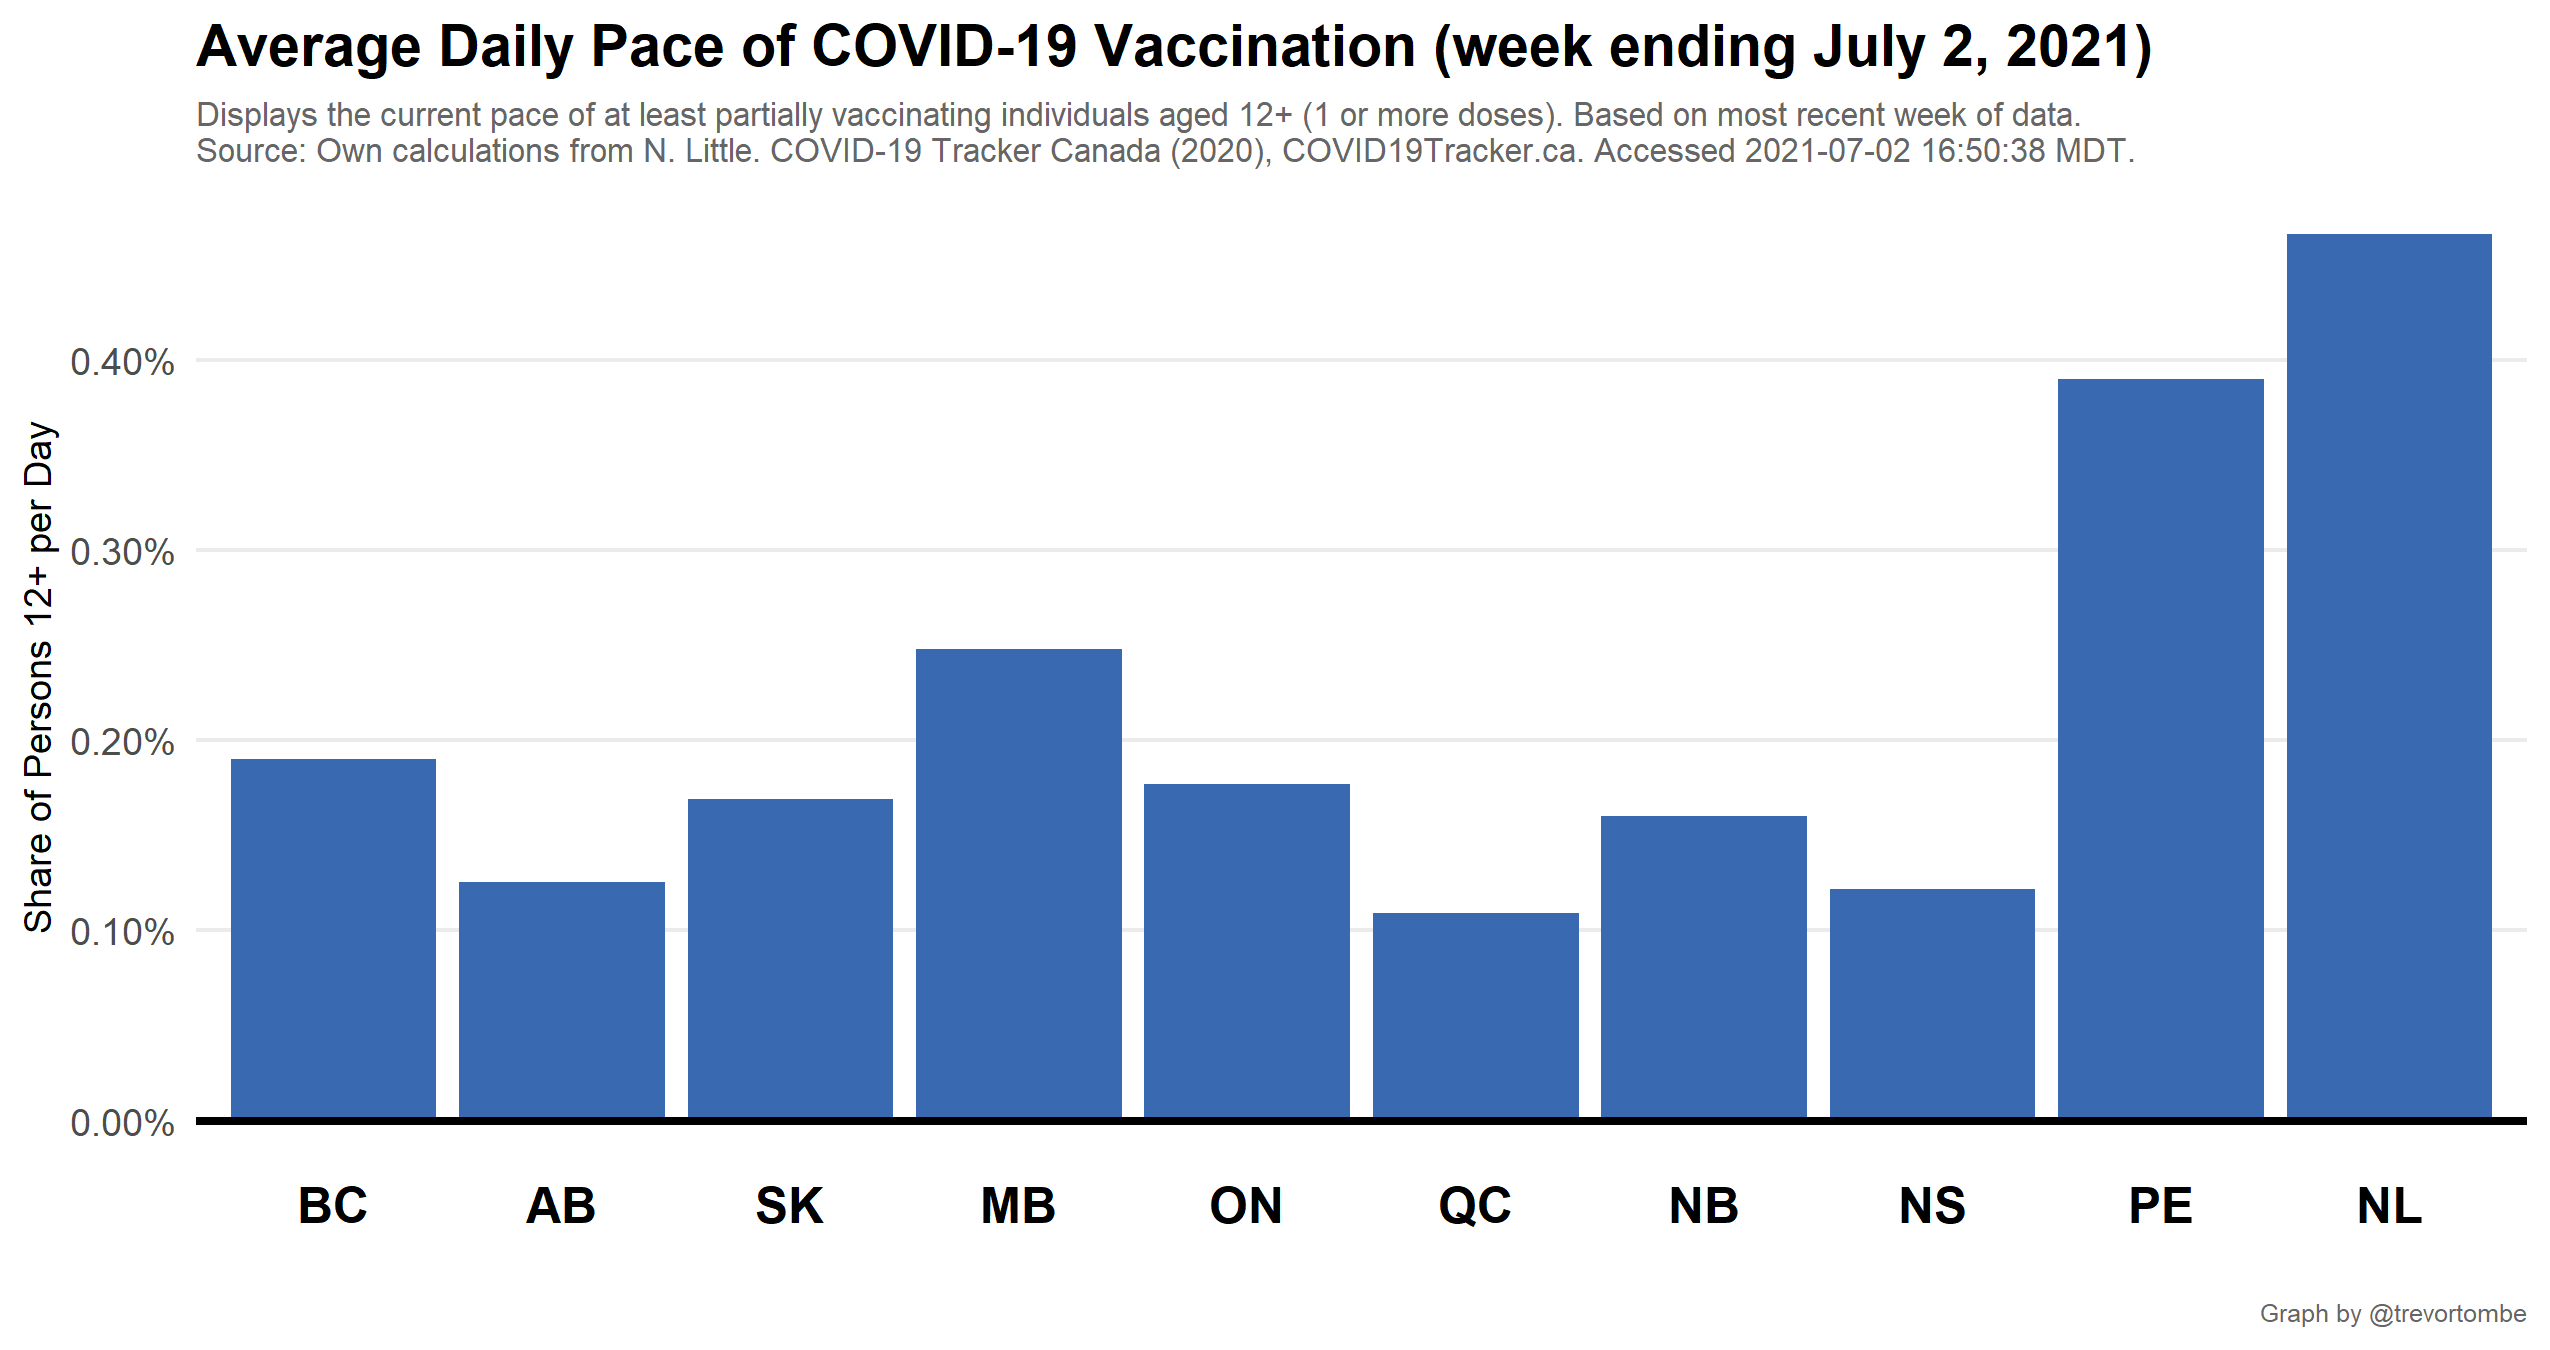 Average Daily Pace of COVID-19 Vaccination (week ending July 2, 2021)
Displays the current pace of at least partially vaccinating individuals aged 12+ (1 or more doses). Based on most recent week of data.
Source: Own calculations from N. Little. COVID-19 Tracker Canada (2020), COVID19Tracker.ca. Accessed 2021-07-02 16:50:38 MDT.
Share of Persons 12+ per Day
0.40%
0.30%
0.20%
0.10%
0.00%
BC AB SK MB ON QC NB NS PE NL
Graph by @trevortombe